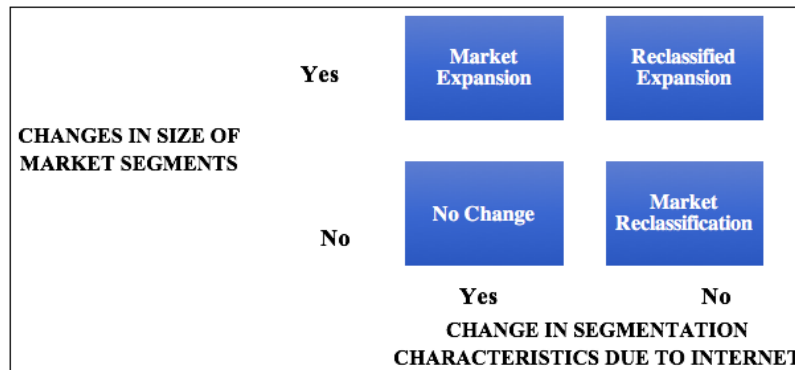 Market
Expansion
Reclassified
Expansion
Yes
CHANGES IN SIZE OF
MARKET SEGMENTS
No Change
Market
Reclassification
No
Yes
No
CHANGE IN SEGMENTATION
CHARACTERISTICS DUE TO INTERNET